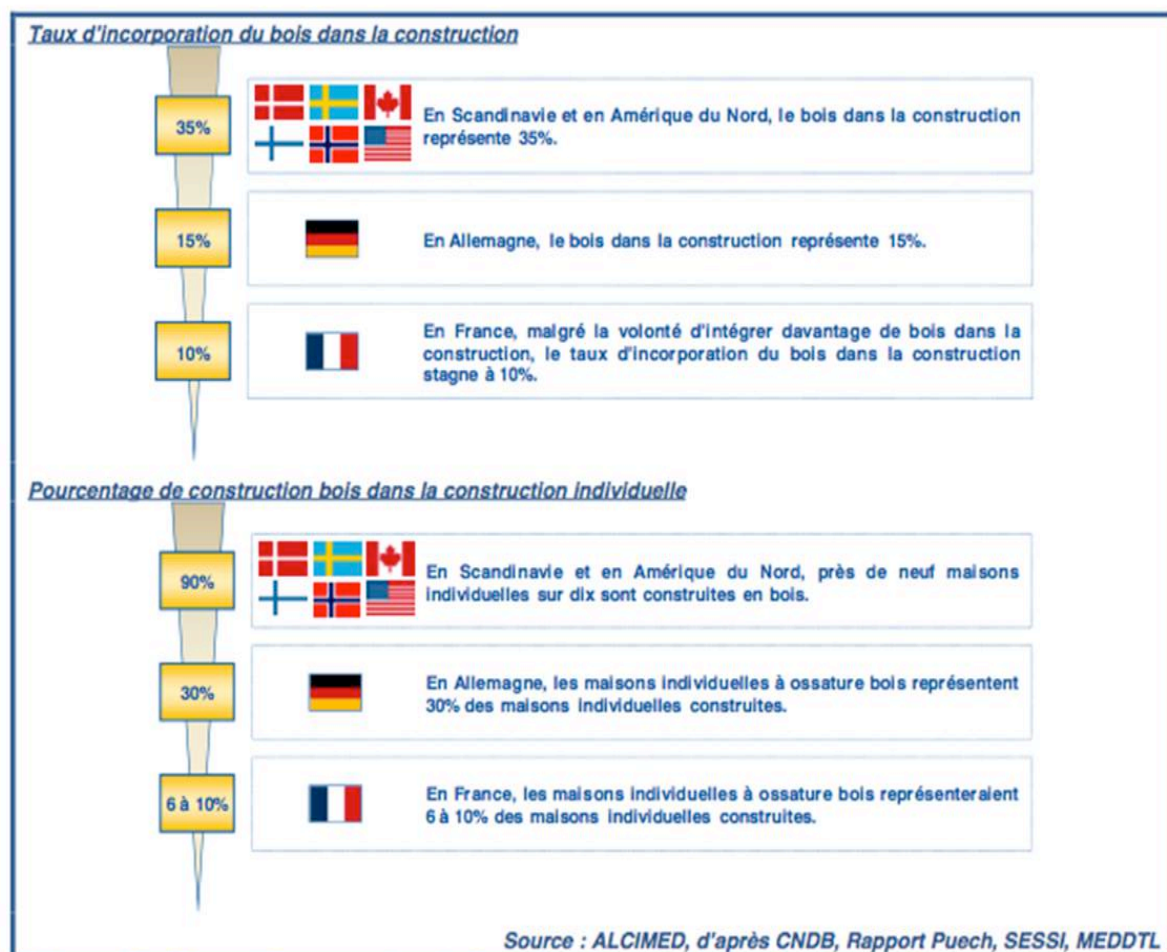 Taux d'incorporation du bois dans la construction
35%
En Scandinavie et en Amérique du Nord, le bois dans la construction
représente 35%.
15%
En Allemagne, le bois dans la construction représente 15%.
10%
En France, malgré la volonté d'intégrer davantage de bois dans la
construction, le taux d'incorporation du bois dans la construction
stagne à 10%.
Pourcentage de construction bois dans la construction individuelle
90%
En Scandinavie et en Amérique du Nord, près de neuf maisons
individuelles sur dix sont construites en bois.
30%
En Allemagne, les maisons individuelles à ossature bois représentent
30% des maisons individuelles construites.
6 à 10%
En France, les maisons individuelles à ossature bois représenteraient
6 à 10% des maisons individuelles construites.
Source : ALCIMED, d'après CNDB, Rapport Puech, SESSI, MEDDTL